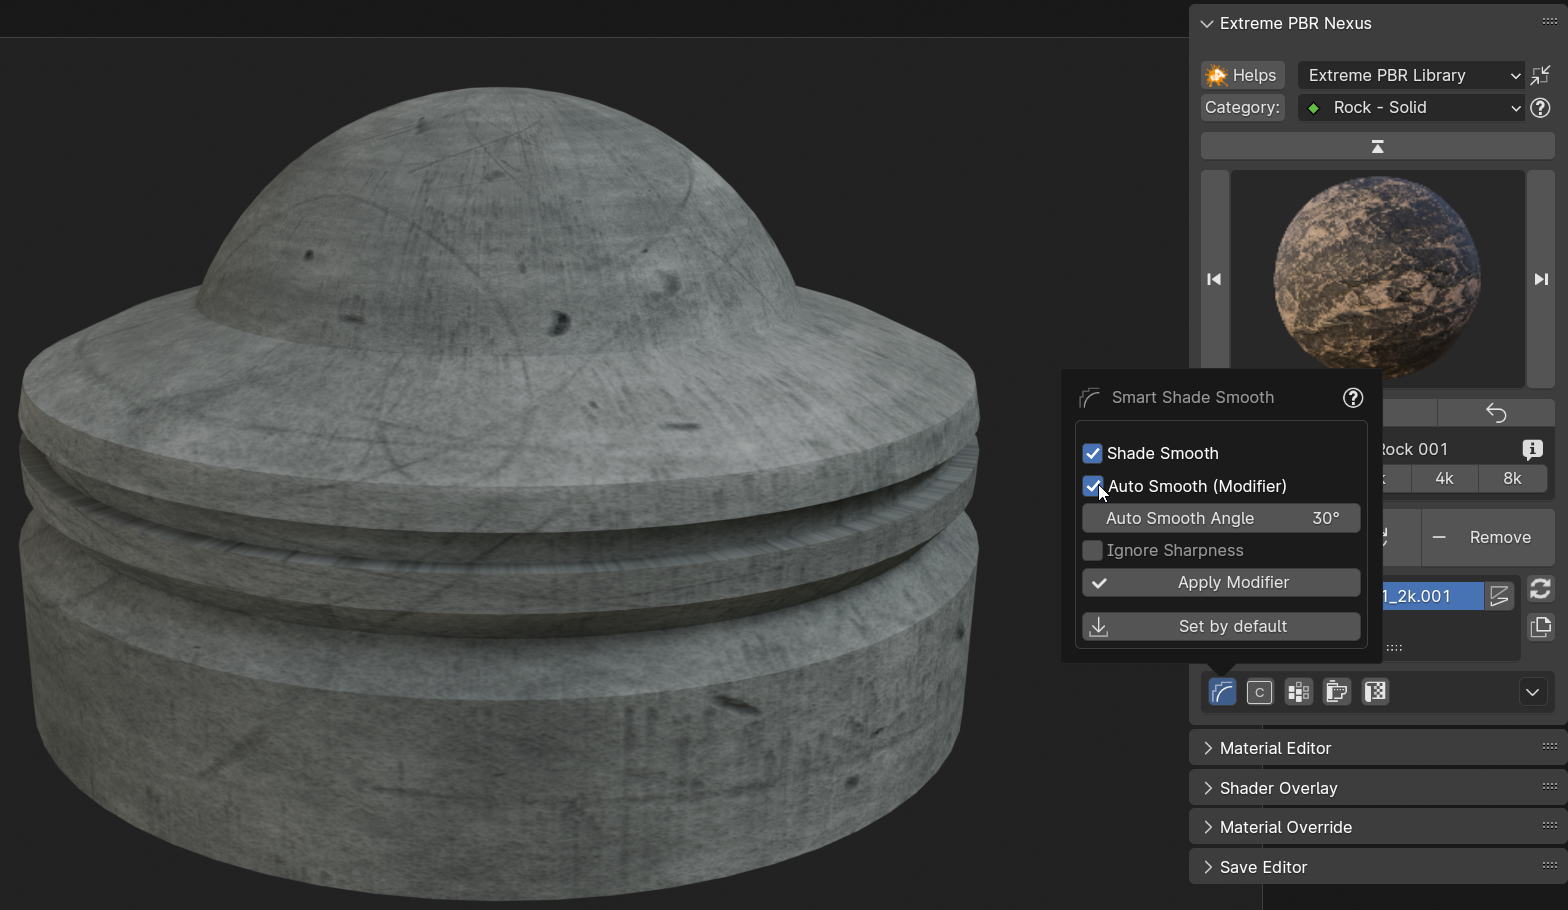 Extreme PBR Nexus
Helps
Extreme PBR Library
Category:
Rock - Solid
Smart Shade Smooth
Shade Smooth
Auto Smooth (Modifier)
Auto Smooth Angle 30°
Ignore Sharpness
Apply Modifier
Set by default
Rock 001
4k 8k
Remove
1_2k.001
C
Material Editor
Shader Overlay
Material Override
Save Editor